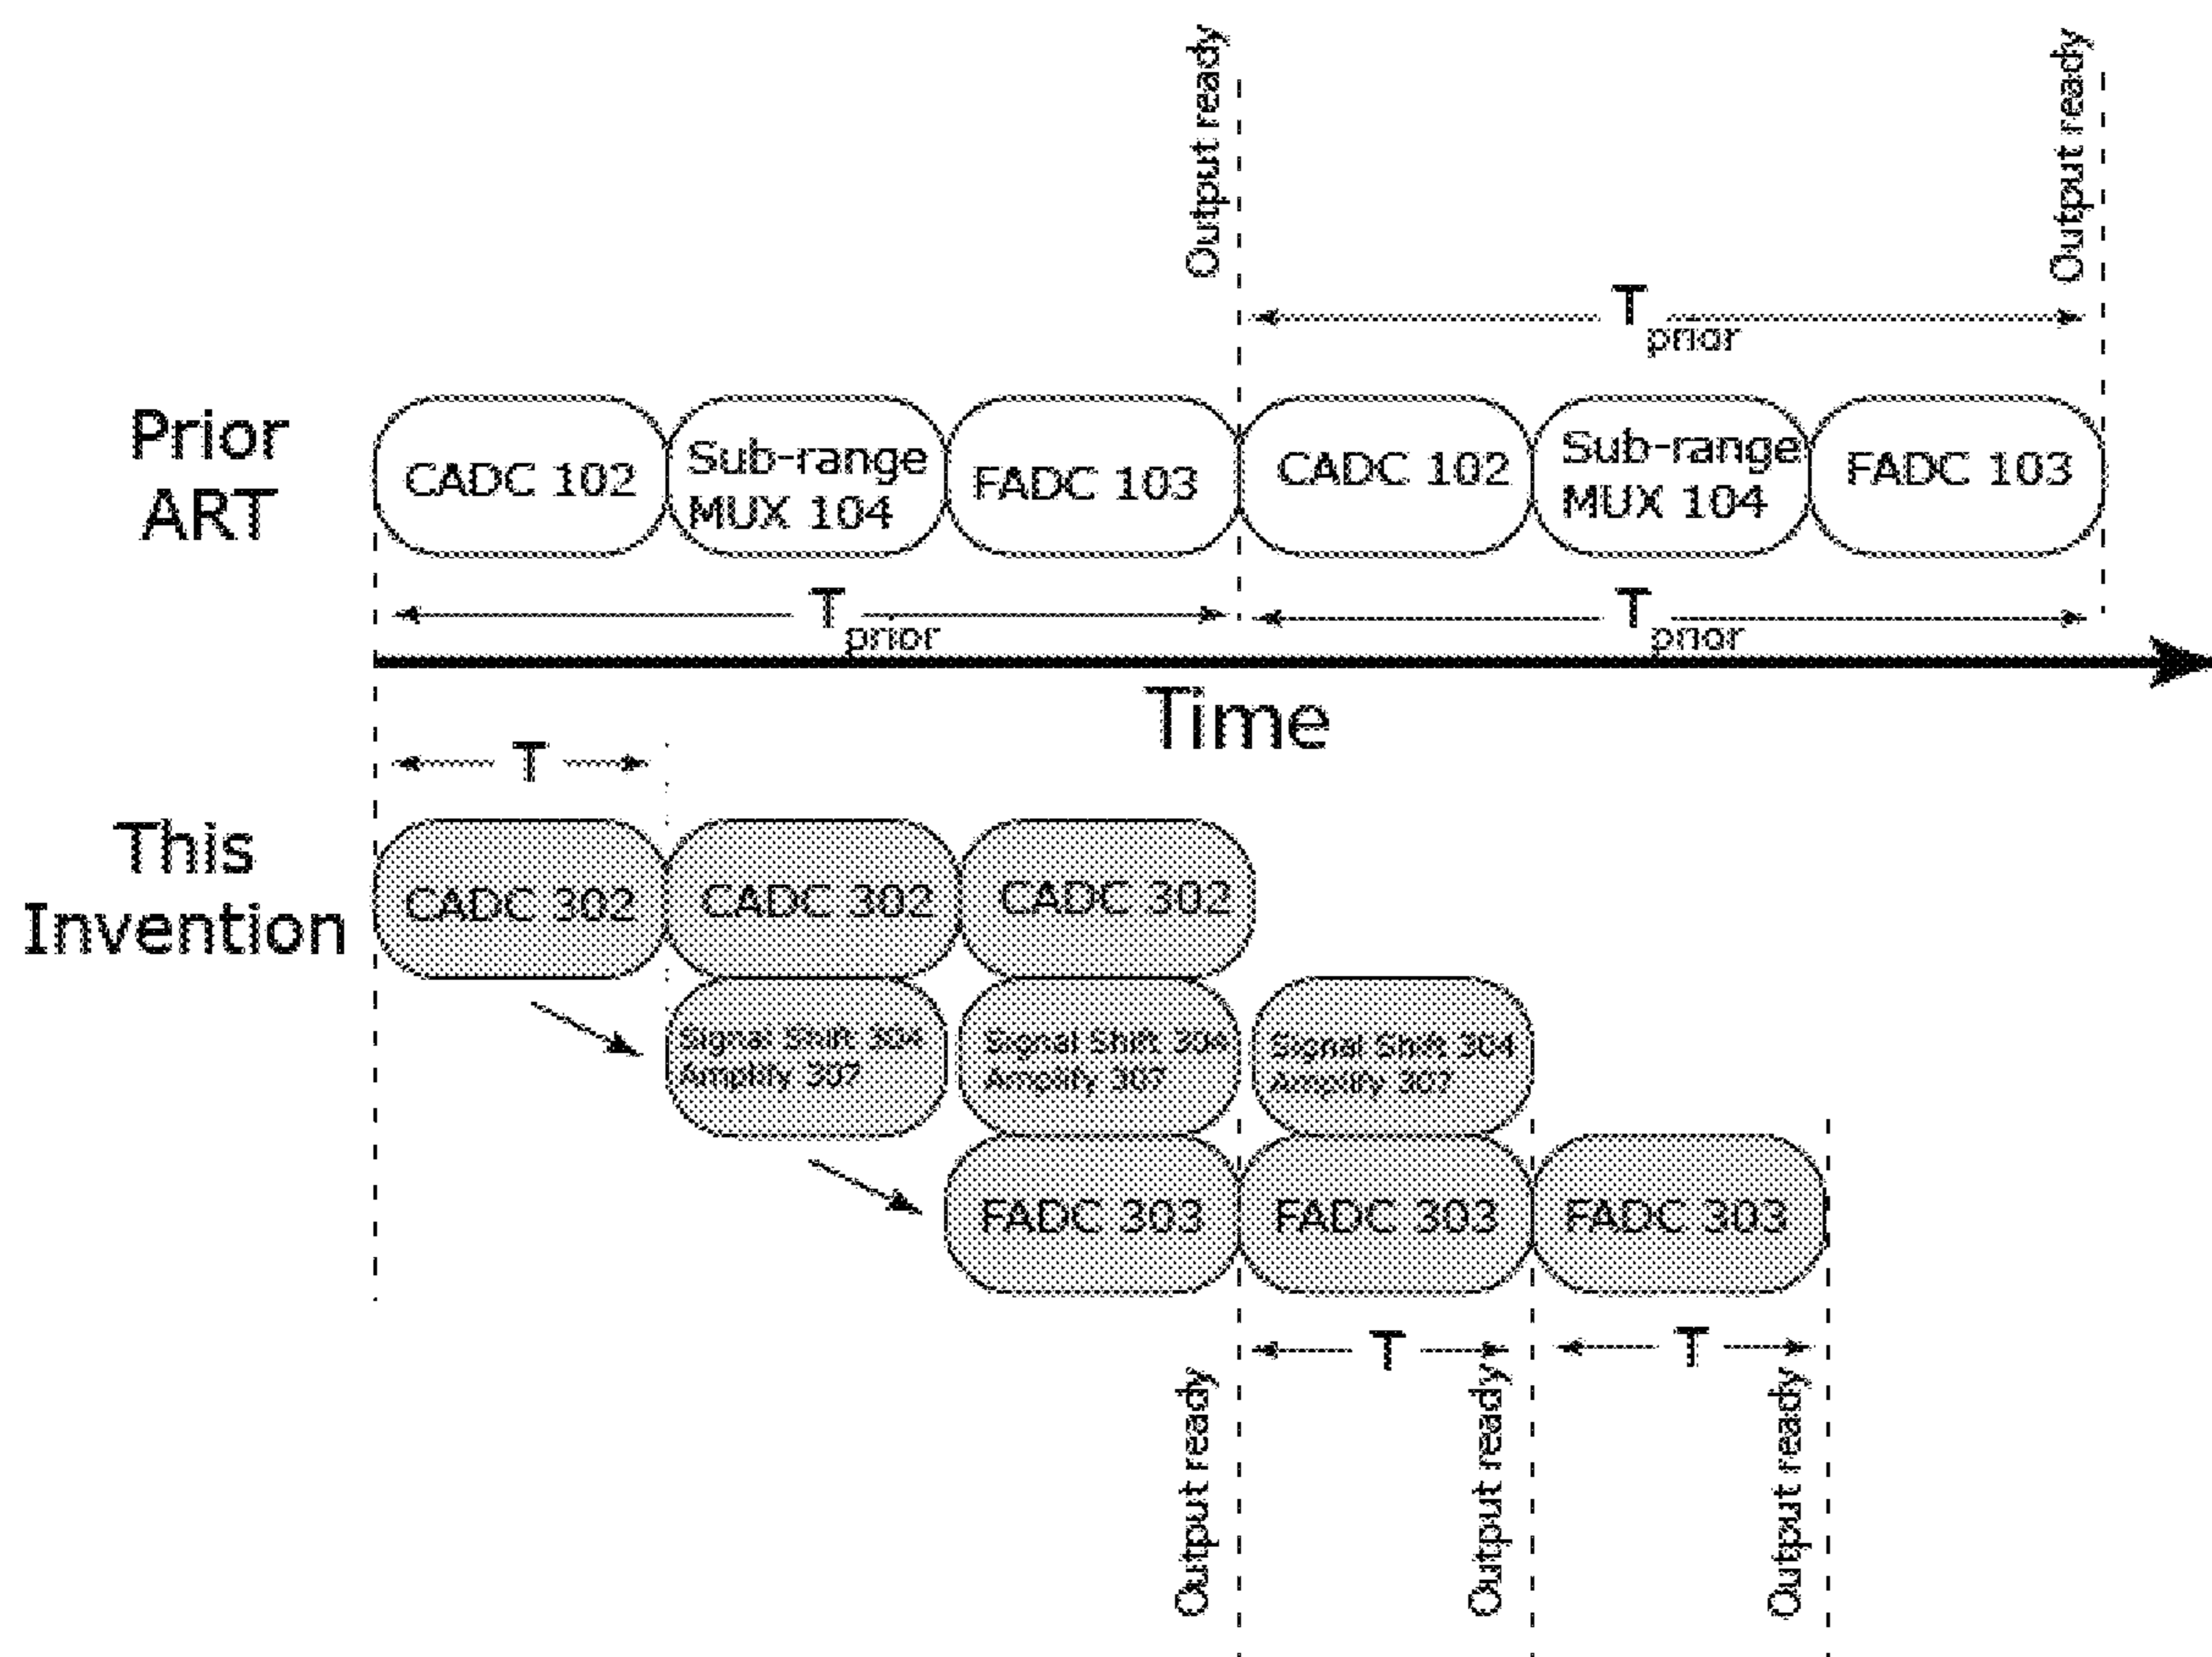 Output ready
Output ready
T prior
Prior
ART
CADC 102
Sub-range
MUX 104
FADC 103
CADC 102
Sub-range
MUX 104
FADC 103
T prior
T prior
Time
T
This
Invention
CADC 302
CADC 302
CADC 302
Signal Shift 304
Amplify 307
Signal Shift 304
Amplify 307
Signal Shift 304
Amplify 307
FADC 303
FADC 303
FADC 303
T
T
Output ready
Output ready
Output ready